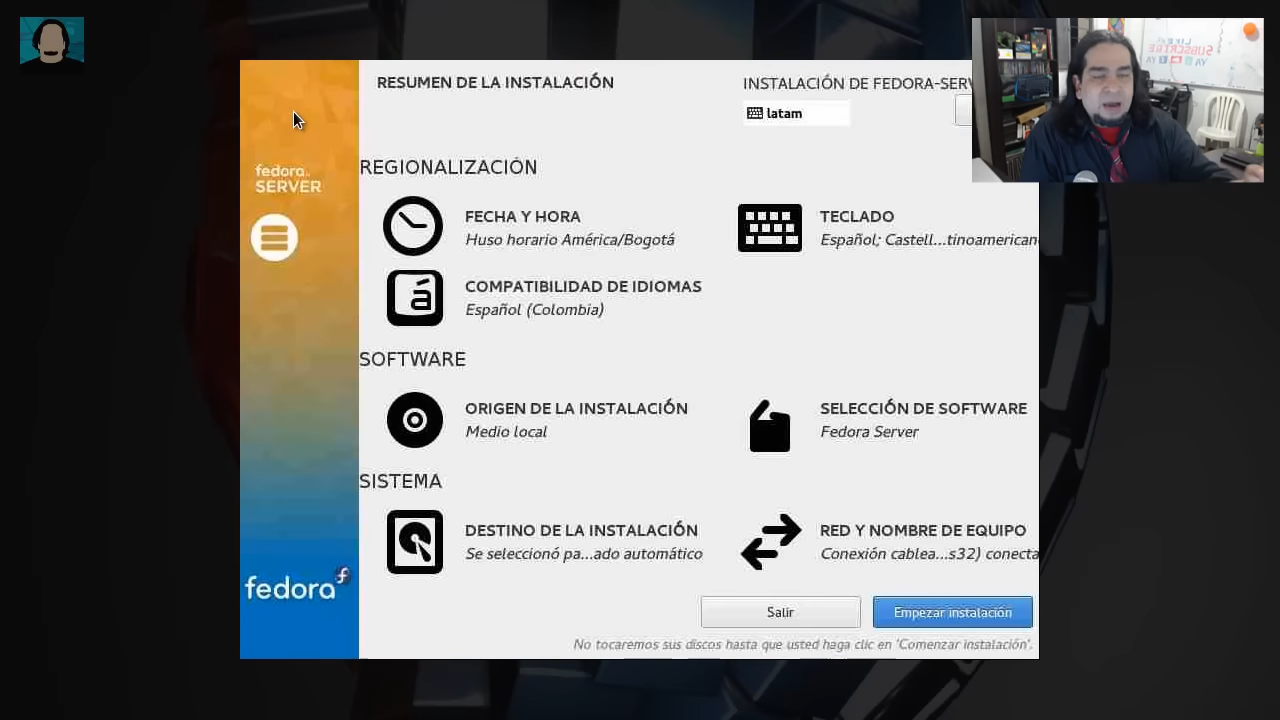 RESUMEN DE LA INSTALACIÓN
INSTALACIÓN DE FEDORA-SERV
latam
fedora
SERVER
REGIONALIZACIÓN
FECHA Y HORA
Huso horario América/Bogotá
TECLADO
Español; Castell...tinoamerican
COMPATIBILIDAD DE IDIOMAS
Español (Colombia)
SOFTWARE
ORIGEN DE LA INSTALACIÓN
Medio local
SELECCIÓN DE SOFTWARE
Fedora Server
SISTEMA
DESTINO DE LA INSTALACIÓN
Se seleccionó pa...ado automático
RED Y NOMBRE DE EQUIPO
Conexión cablea...s32) conecta
fedora
Salir
Empezar instalación
No tocaremos sus discos hasta que usted haga clic en 'Comenzar instalación'.
SUBSCRIBE